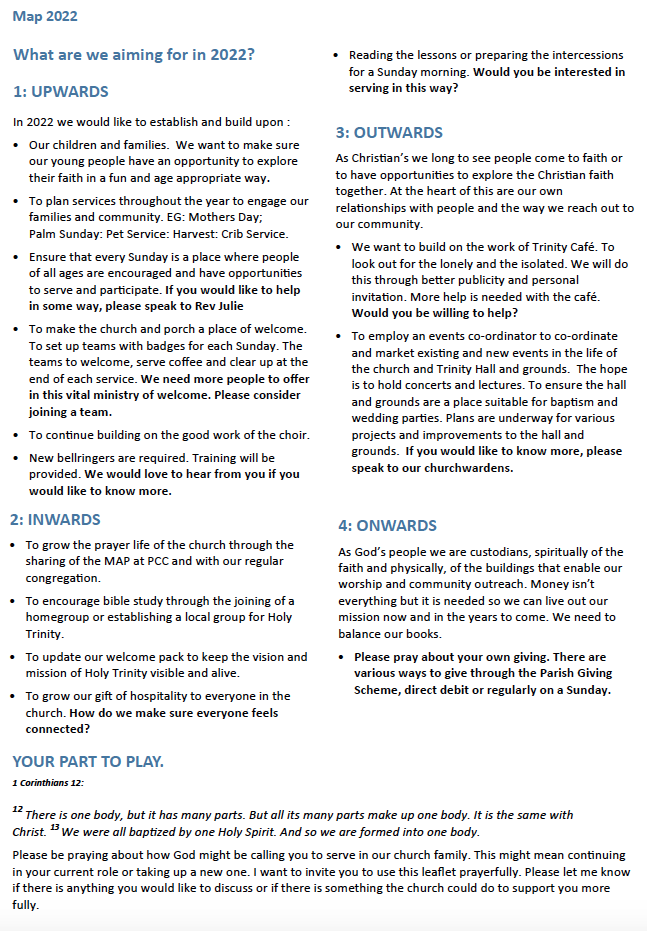 Map 2022
What are we aiming for in 2022?
1: UPWARDS
In 2022 we would like to establish and build upon :
• Our children and families. We want to make sure
our young people have an opportunity to explore
their faith in a fun and age appropriate way.
• To plan services throughout the year to engage our
families and community. EG: Mothers Day;
Palm Sunday: Pet Service: Harvest: Crib Service.
• Ensure that every Sunday is a place where people
of all ages are encouraged and have opportunities
to serve and participate. If you would like to help
in some way, please speak to Rev Julie
• To make the church and porch a place of welcome.
To set up teams with badges for each Sunday. The
teams to welcome, serve coffee and clear up at the
end of each service. We need more people to offer
in this vital ministry of welcome. Please consider
joining a team.
• To continue building on the good work of the choir.
• New bellringers are required. Training will be
provided. We would love to hear from you if you
would like to know more.
2: INWARDS
• To grow the prayer life of the church through the
sharing of the MAP at PCC and with our regular
congregation.
• To encourage bible study through the joining of a
homegroup or establishing a local group for Holy
Trinity.
• To update our welcome pack to keep the vision and
mission of Holy Trinity visible and alive.
• To grow our gift of hospitality to everyone in the
church. How do we make sure everyone feels
connected?
• Reading the lessons or preparing the intercessions
for a Sunday morning. Would you be interested in
serving in this way?
3: OUTWARDS
As Christian's we long to see people come to faith or
to have opportunities to explore the Christian faith
together. At the heart of this are our own
relationships with people and the way we reach out to
our community.
• We want to build on the work of Trinity Café. To
look out for the lonely and the isolated. We will do
this through better publicity and personal
invitation. More help is needed with the café.
Would you be willing to help?
• To employ an events co-ordinator to co-ordinate
and market existing and new events in the life of
the church and Trinity Hall and grounds. The hope
is to hold concerts and lectures. To ensure the hall
and grounds are a place suitable for baptism and
wedding parties. Plans are underway for various
projects and improvements to the hall and
grounds. If you would like to know more, please
speak to our churchwardens.
4: ONWARDS
As God's people we are custodians, spiritually of the
faith and physically, of the buildings that enable our
worship and community outreach. Money isn't
everything but it is needed so we can live out our
mission now and in the years to come. We need to
balance our books.
• Please pray about your own giving. There are
various ways to give through the Parish Giving
Scheme, direct debit or regularly on a Sunday.
YOUR PART TO PLAY.
1 Corinthians 12:
12 There is one body, but it has many parts. But all its many parts make up one body. It is the same with
Christ. 13 We were all baptized by one Holy Spirit. And so we are formed into one body.
Please be praying about how God might be calling you to serve in our church family. This might mean continuing
in your current role or taking up a new one. I want to invite you to use this leaflet prayerfully. Please let me know
if there is anything you would like to discuss or if there is something the church could do to support you more
fully.